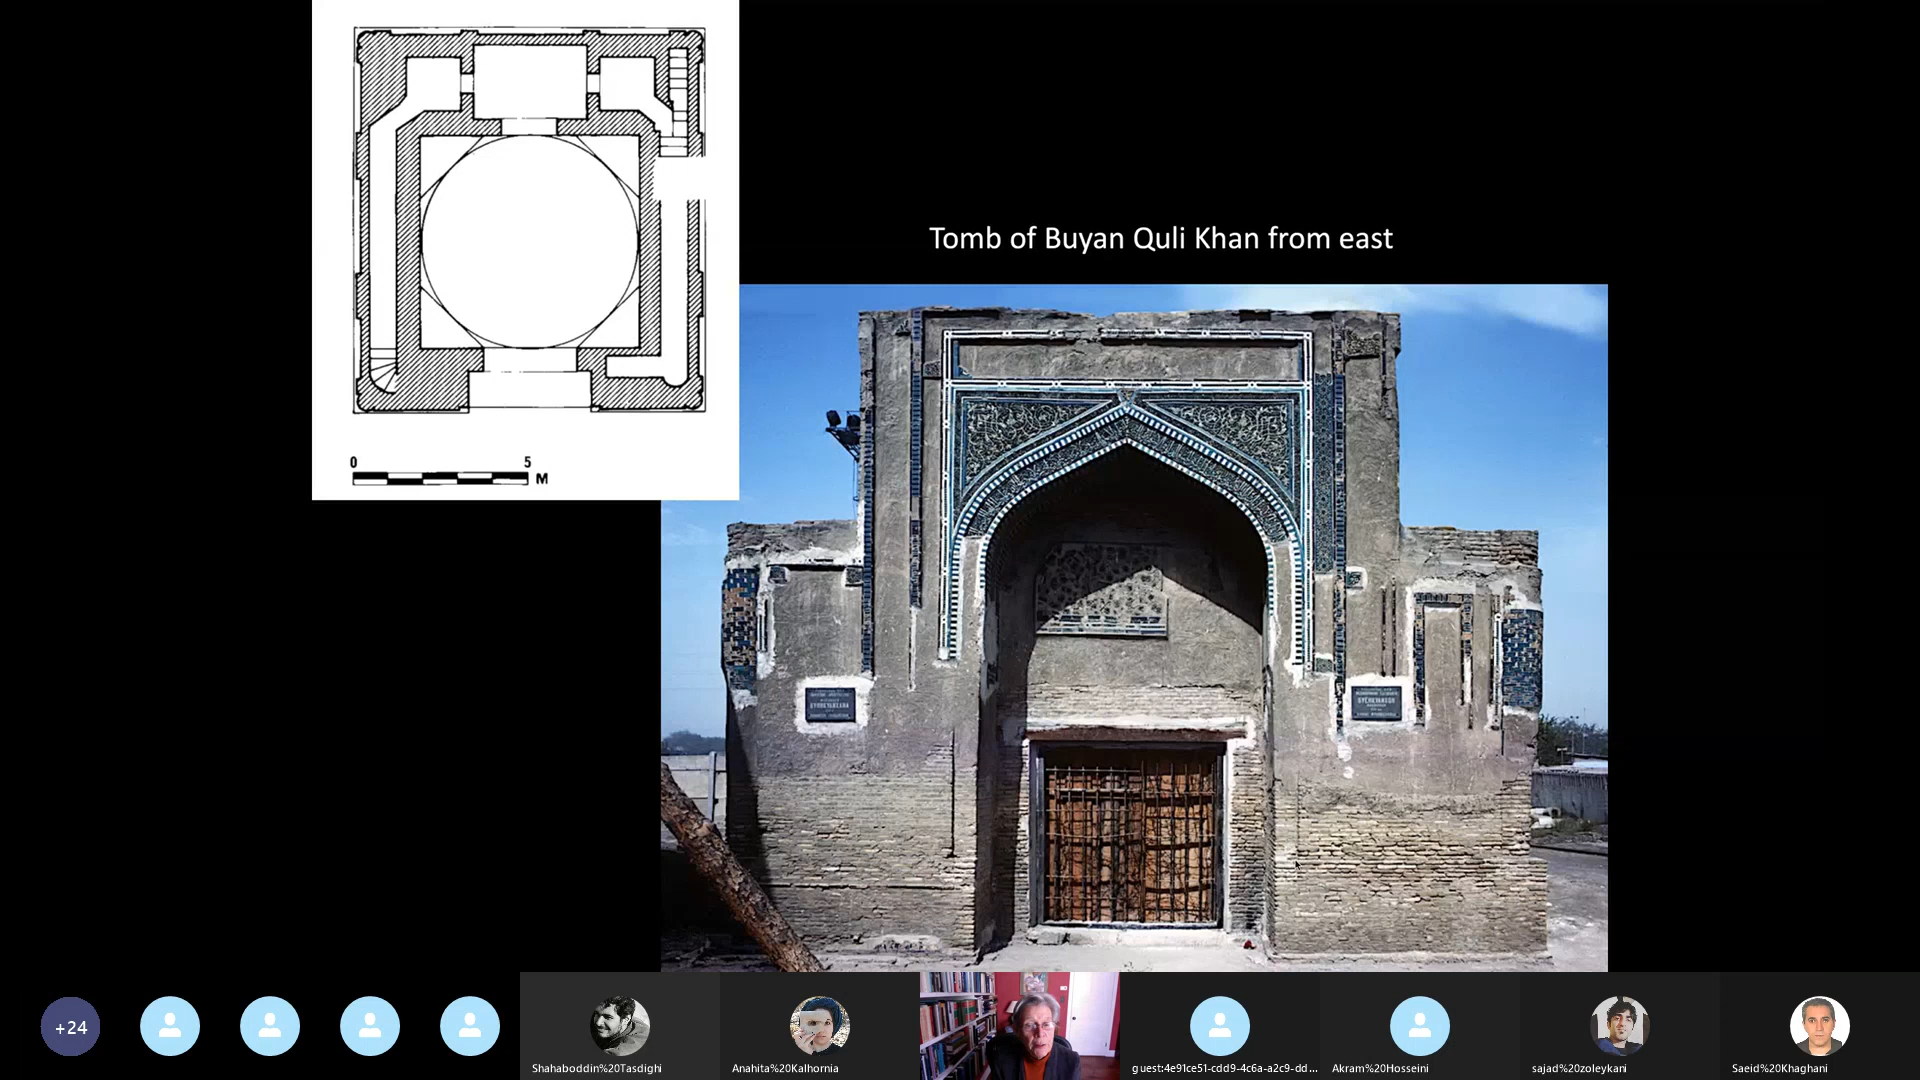 0 5
M
Tomb of Buyan Quli Khan from east
+24
Shahaboddin%20Tasdighi
Anahita%20Kalhornia
guest:4e91ce51-cdd9-4c6a-a2c9-dd...
Akram%20Hosseini
sajad%20zoleykani
Saeid%20Khaghani